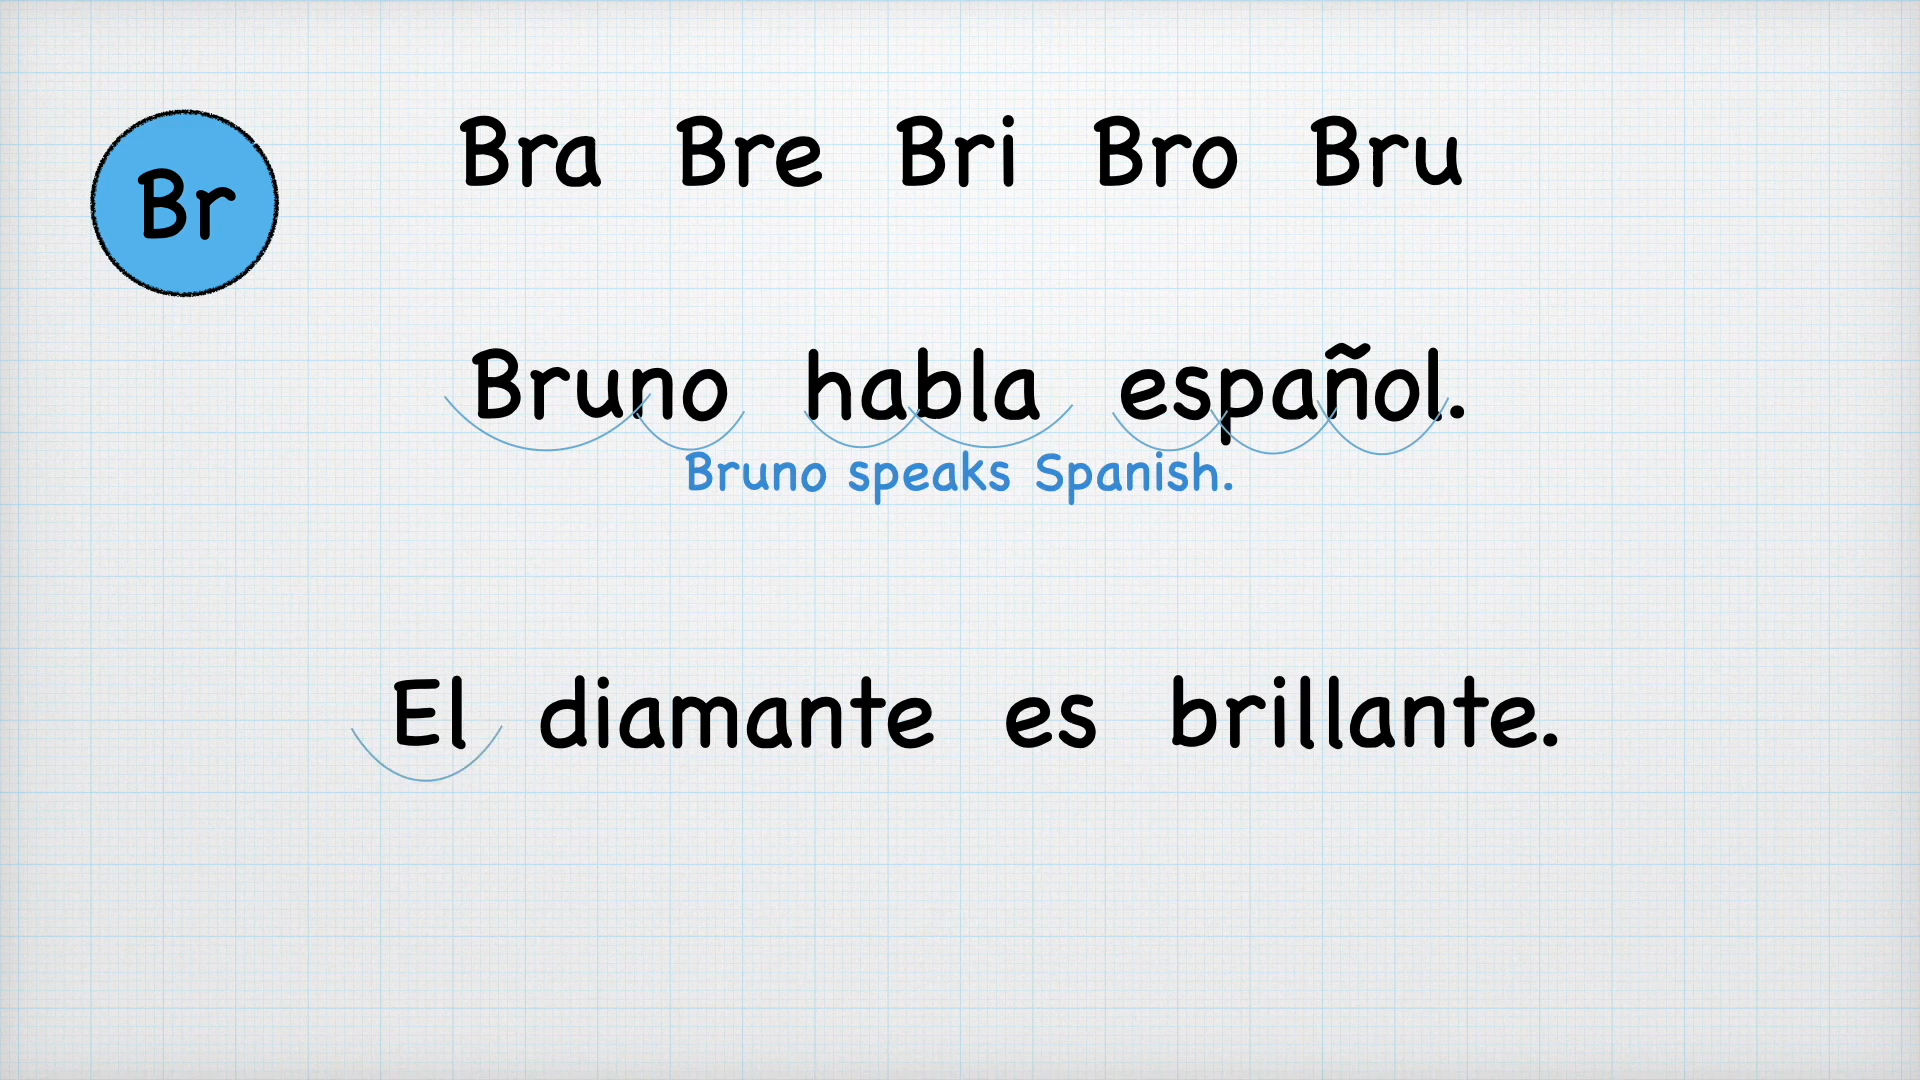 Br
Bra Bre Bri Bro Bru
Bruno habla español.
Bruno speaks Spanish.
El diamante es brillante.